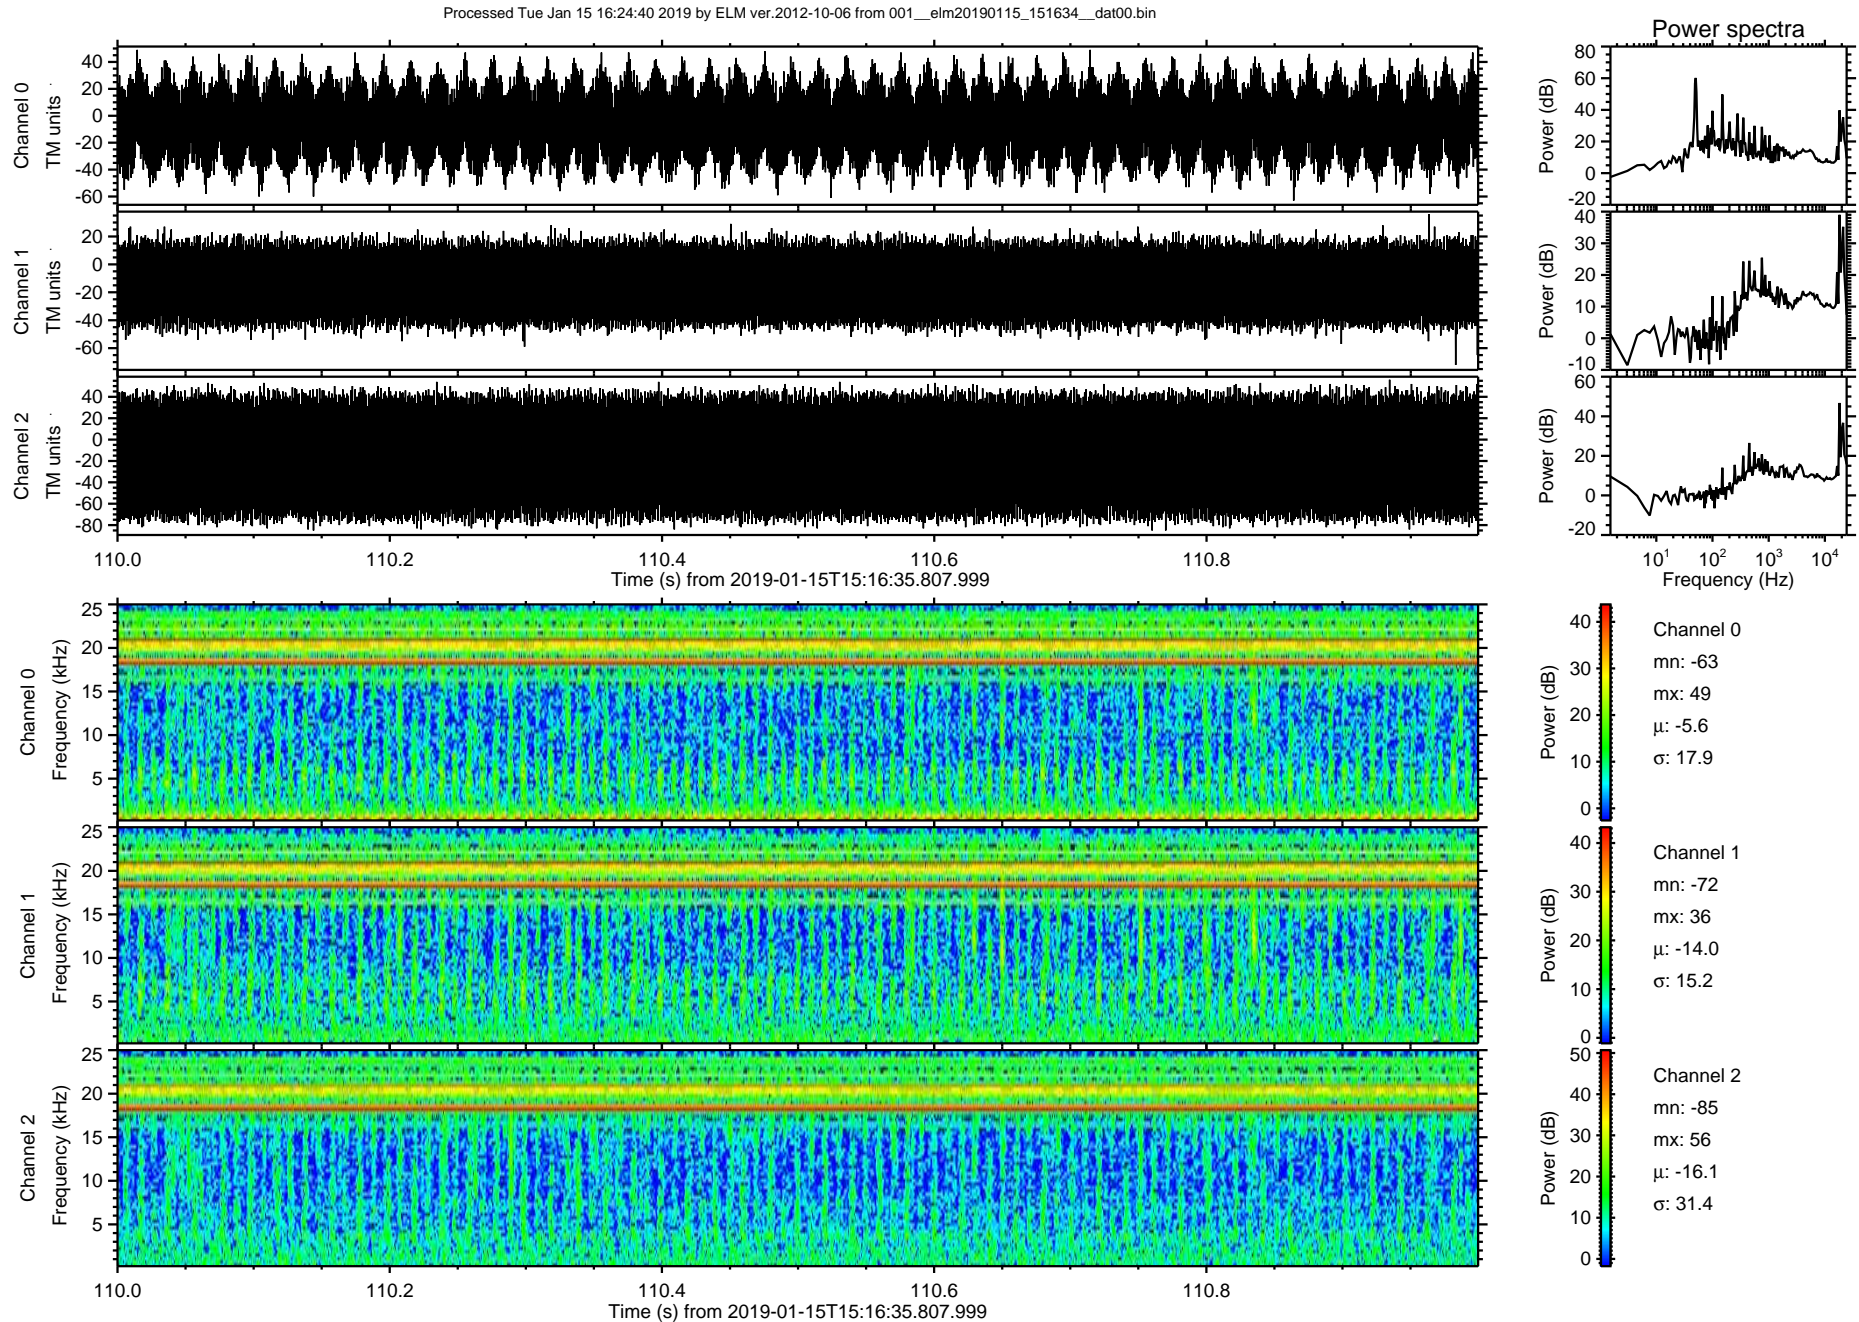 Processed Tue Jan 15 16:24:40 2019 by ELM ver.2012-10-06 from 001__elm20190115_151634__dat00.bin
Power spectra
Channel 0
TM units
40
20
0
-20
-40
-60
Power (dB)
80
60
40
20
0
-20
Channel 1
TM units
20
0
-20
-40
-60
Power (dB)
40
30
20
10
0
-10
Channel 2
TM units
40
20
0
-20
-40
-60
-80
Power (dB)
60
40
20
0
-20
110.0 110.2 110.4 110.6 110.8
Time (s) from 2019-01-15T15:16:35.807.999
10^1 10^2 10^3 10^4
Frequency (Hz)
Channel 0
Frequency (kHz)
25
20
15
10
5
Power (dB)
40
30
20
10
0
Channel 0
mn: -63
mx: 49
μ: -5.6
σ: 17.9
Channel 1
Frequency (kHz)
25
20
15
10
5
Power (dB)
40
30
20
10
0
Channel 1
mn: -72
mx: 36
μ: -14.0
σ: 15.2
Channel 2
Frequency (kHz)
25
20
15
10
5
Power (dB)
50
40
30
20
10
0
Channel 2
mn: -85
mx: 56
μ: -16.1
σ: 31.4
110.0 110.2 110.4 110.6 110.8
Time (s) from 2019-01-15T15:16:35.807.999